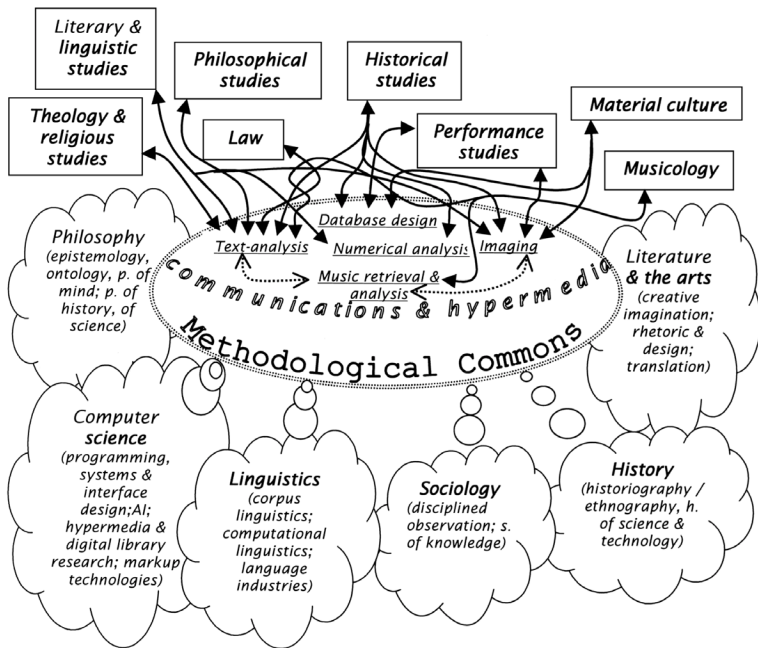 Literary &
linguistic
studies
Philosophical
studies
Historical
studies
Material culture
Theology &
religious
studies
Law
Performance
studies
Musicology
Database design
Text-analysis
Numerical analysis
Imaging
Music retrieval &
analysis
communications & hypermedia
Methodological Commons
Philosophy
(epistemology,
ontology, p. of
mind; p. of
history, of
science)
Literature
& the arts
(creative
imagination;
rhetoric &
design;
translation)
Computer
science
(programming,
systems &
interface
design;AI;
hypermedia &
digital library
research; markup
technologies)
Linguistics
(corpus
linguistics;
computational
linguistics;
language
industries)
Sociology
(disciplined
observation; s.
of knowledge)
History
(historiography /
ethnography, h.
of science &
technology)